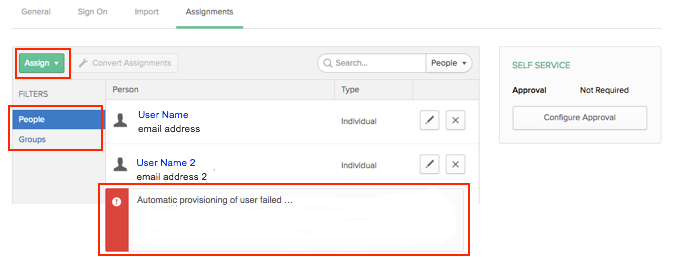 General Sign On Import Assignments
Assign Convert Assignments Search... People
FILTERS Person Type
People
Groups
User Name Individual
email address
User Name 2 Individual
email address 2
Automatic provisioning of user failed ...
SELF SERVICE
Approval Not Required
Configure Approval